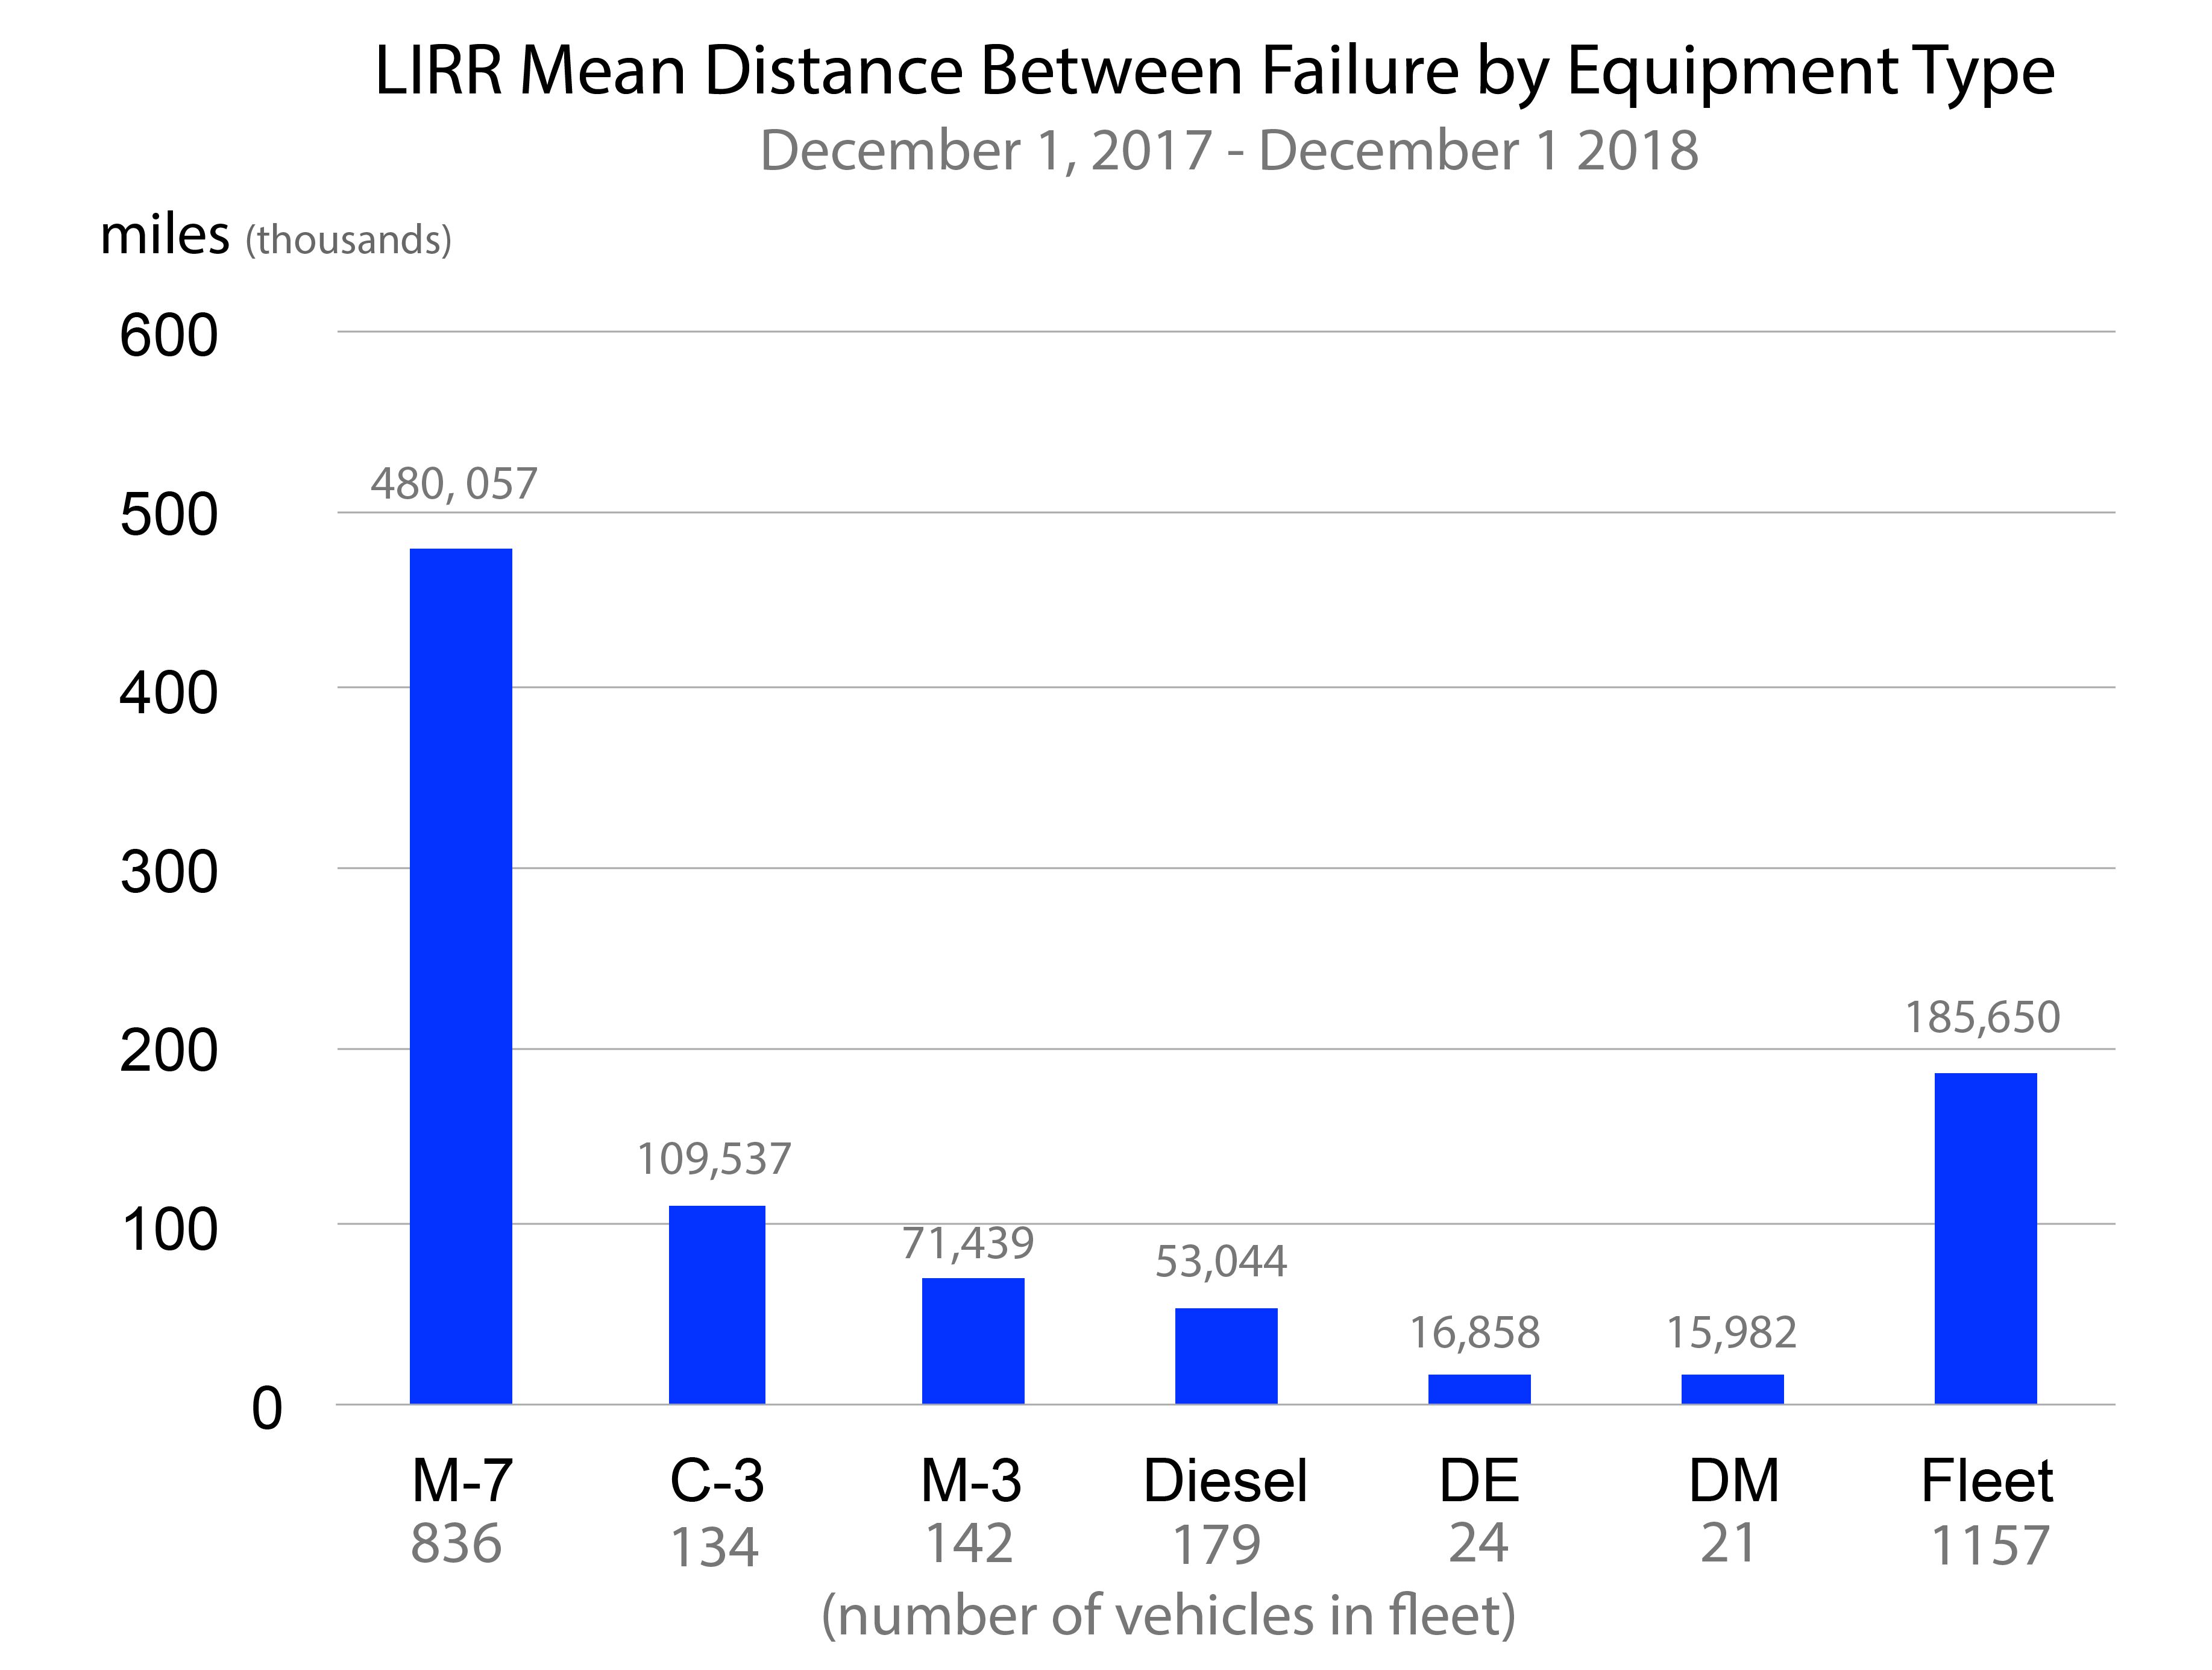 LIRR Mean Distance Between Failure by Equipment Type
December 1, 2017 - December 1 2018
miles (thousands)
600
500
400
300
200
100
0
480, 057
109,537
71,439
53,044
16,858
15,982
185,650
M-7 C-3 M-3 Diesel DE DM Fleet
836 134 142 179 24 21 1157
(number of vehicles in fleet)